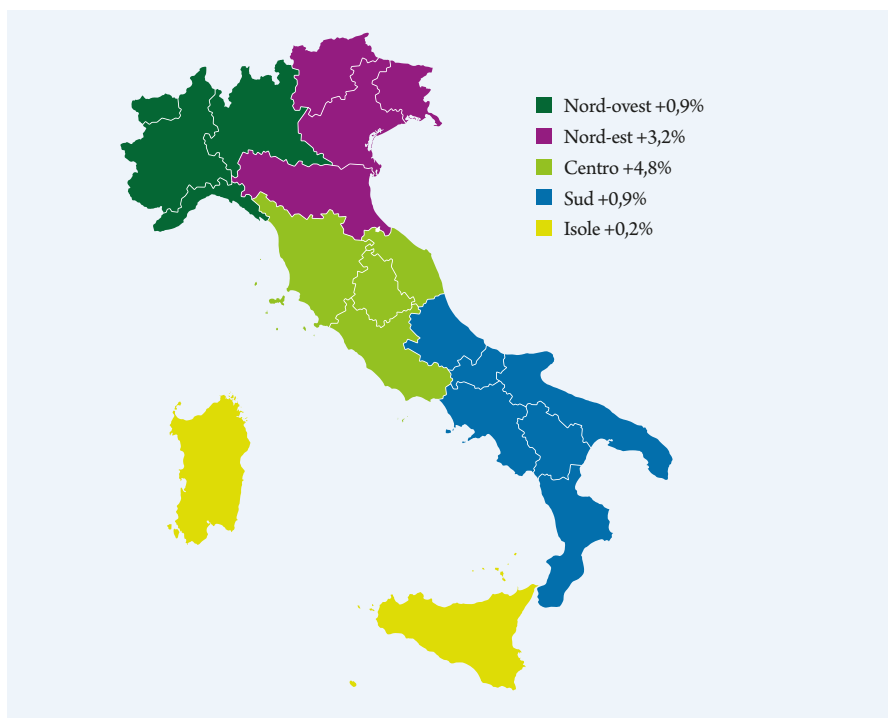 Nord-ovest +0,9%
Nord-est +3,2%
Centro +4,8%
Sud +0,9%
Isole +0,2%